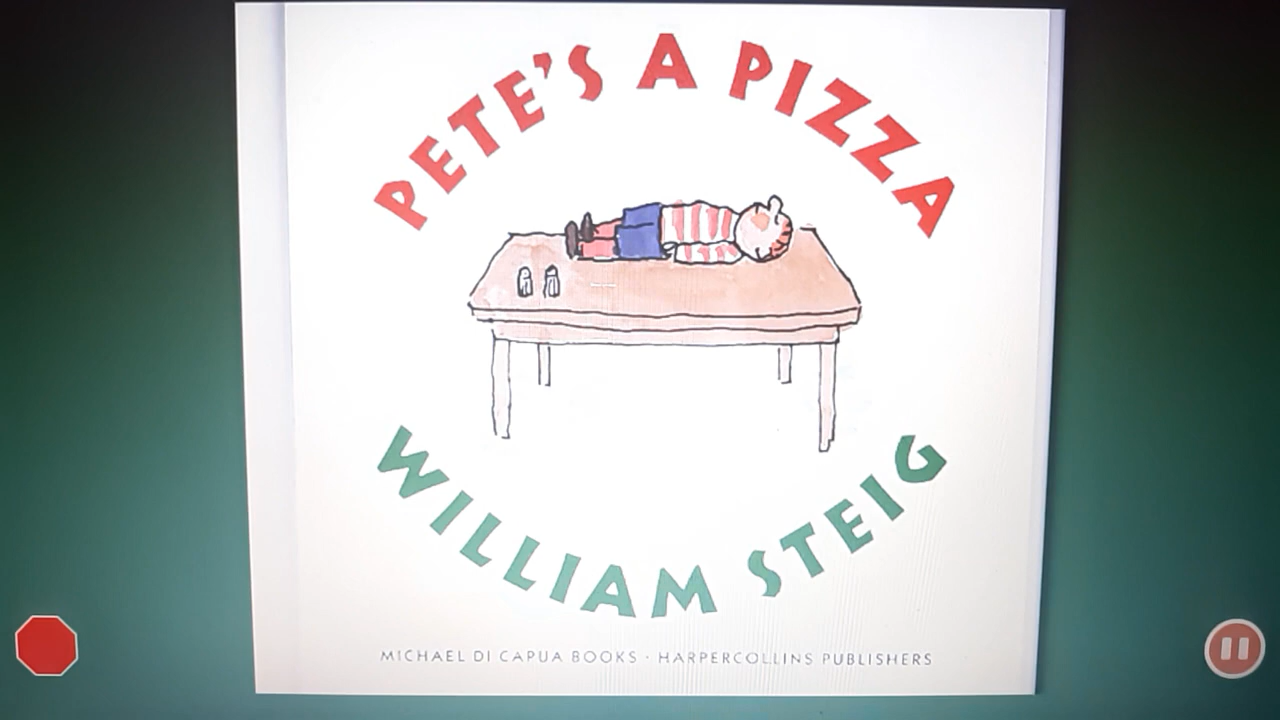 PETE'S A PIZZA
WILLIAM STEIG
MICHAEL DI CAPUA BOOKS · HARPERCOLLINS PUBLISHERS